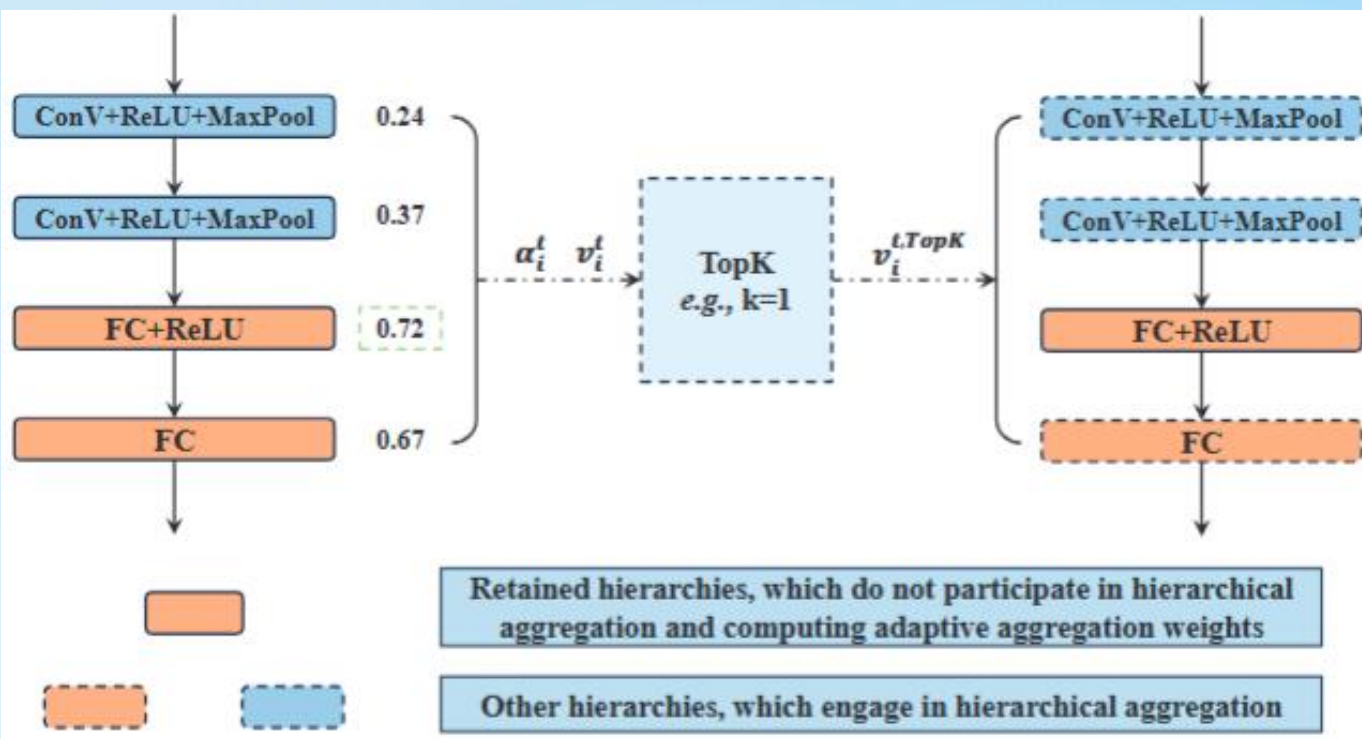 ConV+ReLU+MaxPool
0.24
ConV+ReLU+MaxPool
0.37
FC+ReLU
0.72
FC
0.67
α_i^t v_i^t
TopK
e.g., k=1
v_i^{t,TopK}
ConV+ReLU+MaxPool
ConV+ReLU+MaxPool
FC+ReLU
FC
Retained hierarchies, which do not participate in hierarchical
aggregation and computing adaptive aggregation weights
Other hierarchies, which engage in hierarchical aggregation